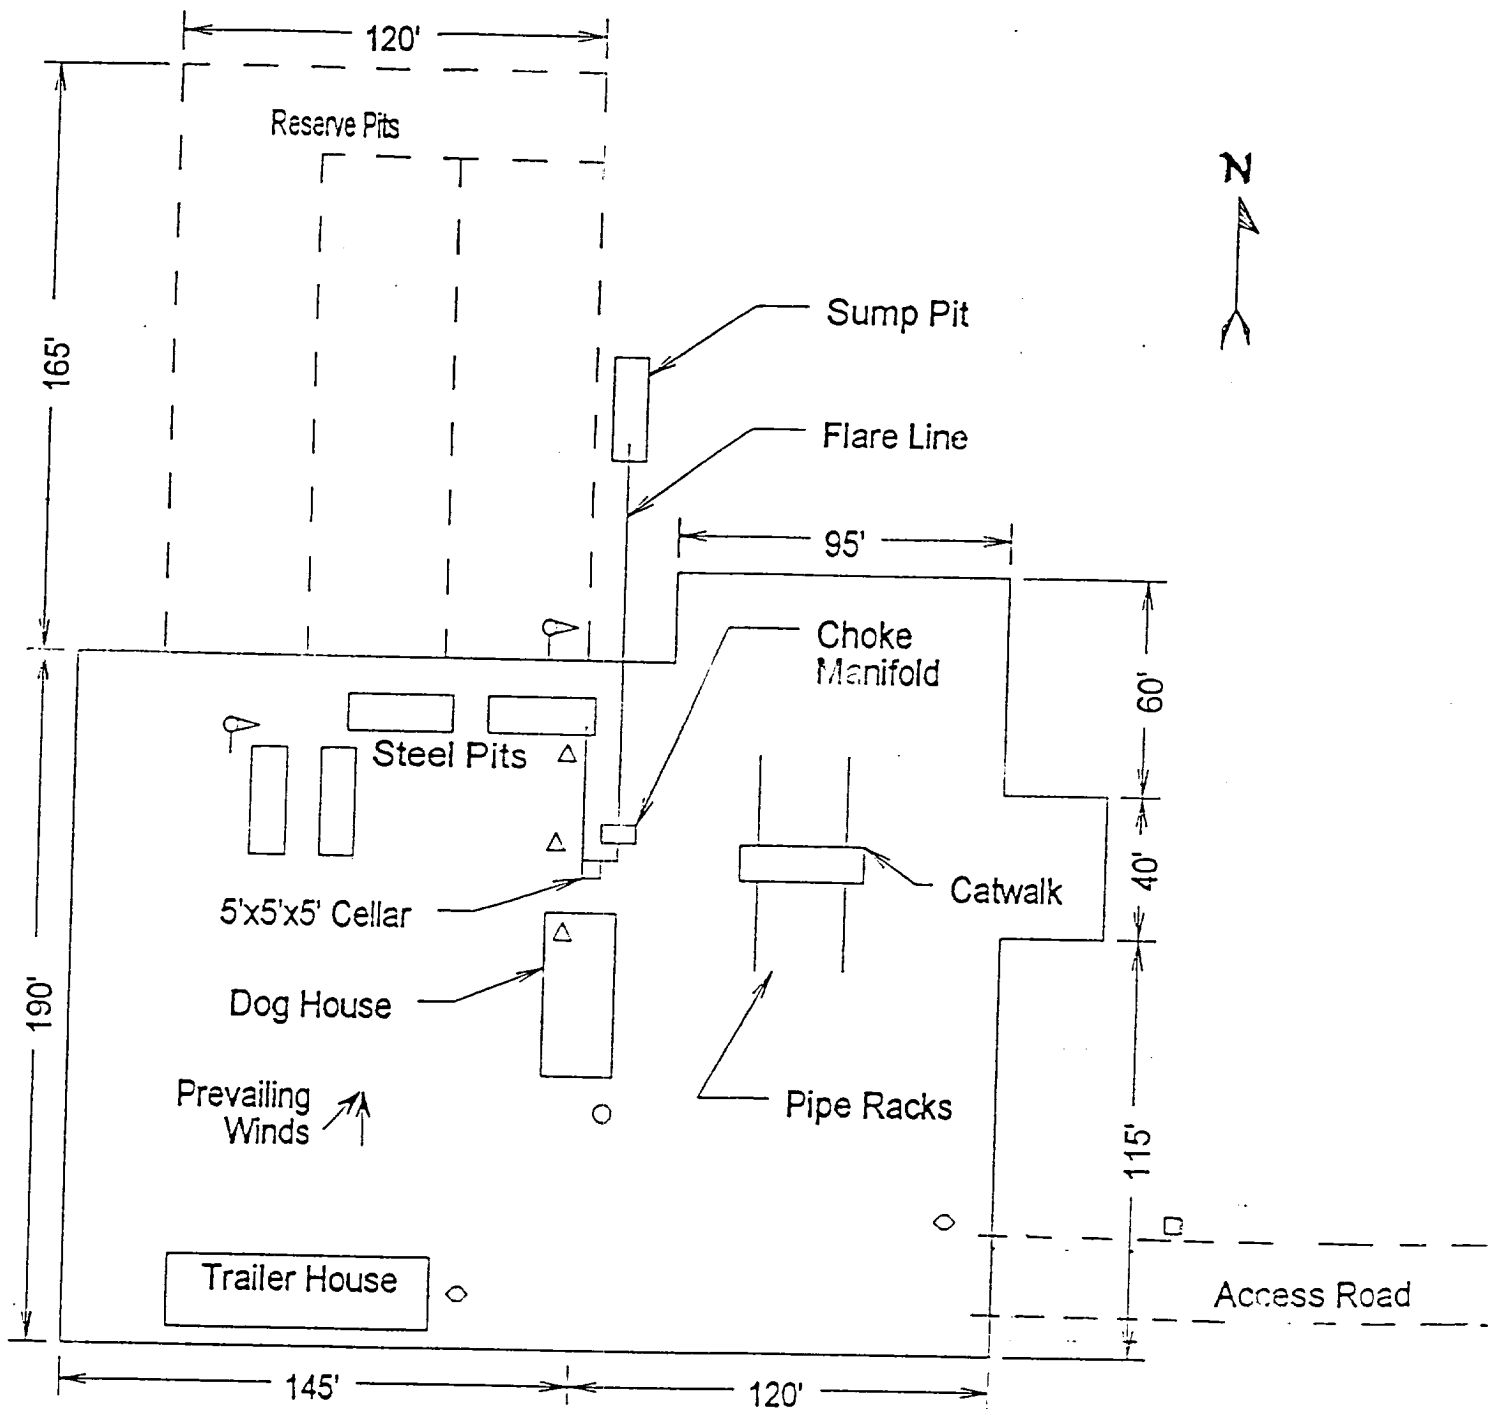 120'
Reserve Pits
N
Sump Pit
165'
Flare Line
95'
Choke
Manifold
60'
Steel Pits
40'
Catwalk
5'x5'x5' Cellar
190'
Dog House
Prevailing
Winds
Pipe Racks
115'
Trailer House
Access Road
145'
120'